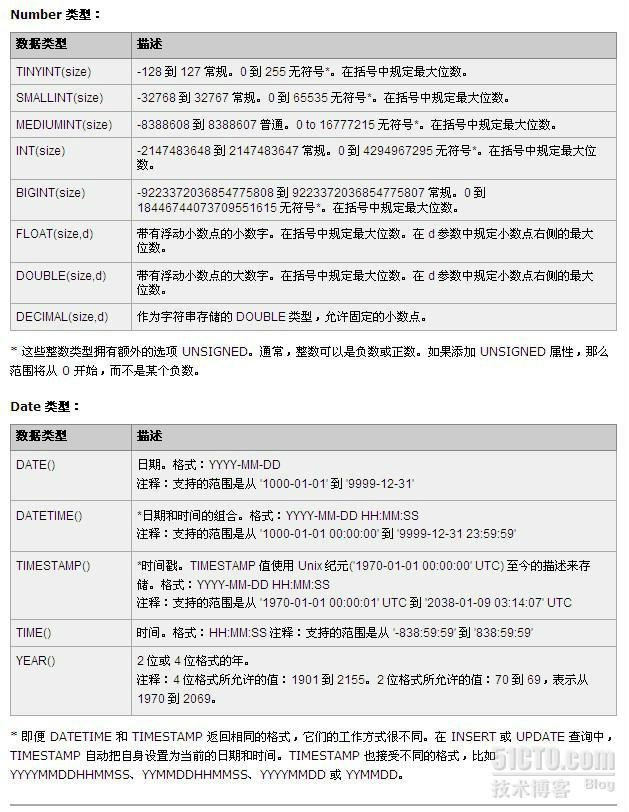 Number 类型：
数据类型 描述
TINYINT(size) -128 到 127 常规。0 到 255 无符号*。在括号中规定最大位数。
SMALLINT(size) -32768 到 32767 常规。0 到 65535 无符号*。在括号中规定最大位数。
MEDIUMINT(size) -8388608 到 8388607 普通。0 to 16777215 无符号*。在括号中规定最大位数。
INT(size) -2147483648 到 2147483647 常规。0 到 4294967295 无符号*。在括号中规定最大位
数。
BIGINT(size) -9223372036854775808 到 9223372036854775807 常规。0 到
18446744073709551615 无符号*。在括号中规定最大位数。
FLOAT(size,d) 带有浮动小数点的小数字。在括号中规定最大位数。在 d 参数中规定小数点右侧的最大
位数。
DOUBLE(size,d) 带有浮动小数点的大数字。在括号中规定最大位数。在 d 参数中规定小数点右侧的最大
位数。
DECIMAL(size,d) 作为字符串存储的 DOUBLE 类型，允许固定的小数点。
* 这些整数类型拥有额外的选项 UNSIGNED。通常，整数可以是负数或正数。如果添加 UNSIGNED 属性，那么
范围将从 0 开始，而不是某个负数。
Date 类型：
数据类型 描述
DATE() 日期。格式：YYYY-MM-DD
注释：支持的范围是从 '1000-01-01' 到 '9999-12-31'
DATETIME() *日期和时间的组合。格式：YYYY-MM-DD HH:MM:SS
注释：支持的范围是从 '1000-01-01 00:00:00' 到 '9999-12-31 23:59:59'
TIMESTAMP() *时间戳。TIMESTAMP 值使用 Unix 纪元('1970-01-01 00:00:00' UTC) 至今的描述来存
储。格式：YYYY-MM-DD HH:MM:SS
注释：支持的范围是从 '1970-01-01 00:00:01' UTC 到 '2038-01-09 03:14:07' UTC
TIME() 时间。格式：HH:MM:SS 注释：支持的范围是从 '-838:59:59' 到 '838:59:59'
YEAR() 2 位或 4 位格式的年。
注释：4 位格式所允许的值：1901 到 2155。2 位格式所允许的值：70 到 69，表示从
1970 到 2069。
* 即便 DATETIME 和 TIMESTAMP 返回相同的格式，它们的工作方式很不同。在 INSERT 或 UPDATE 查询中，
TIMESTAMP 自动把自身设置为当前的日期和时间。TIMESTAMP 也接受不同的格式，比如
YYYYMMDDHHMMSS、YYMMDDHHMMSS、YYYYMMDD 或 YYMMDD。
51CTO.com
技术博客 Blog